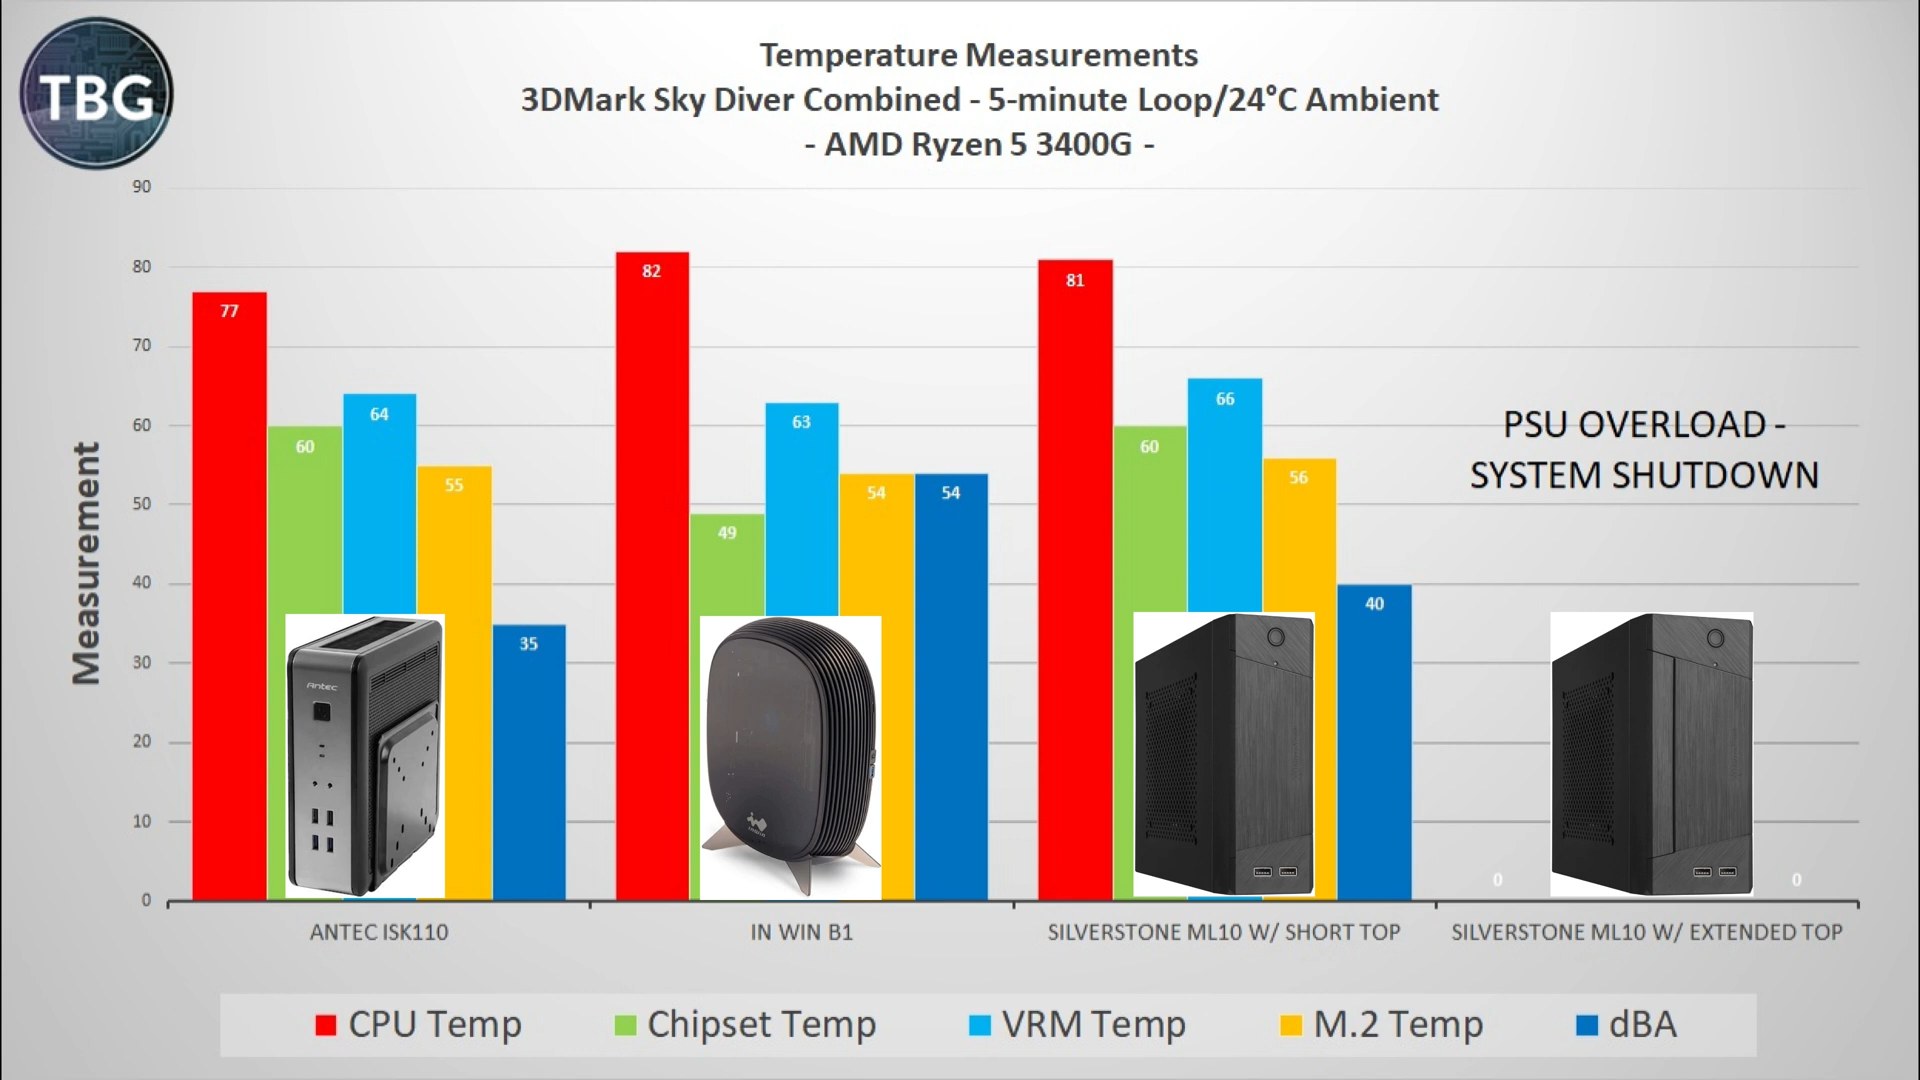 TBG
Temperature Measurements
3DMark Sky Diver Combined - 5-minute Loop/24°C Ambient
- AMD Ryzen 5 3400G -
Measurement
90
80
70
60
50
40
30
20
10
0
77
60
64
55
35
82
49
63
54
54
81
60
66
56
40
PSU OVERLOAD -
SYSTEM SHUTDOWN
0
0
Antec
ANTEC ISK110
IN WIN B1
SILVERSTONE ML10 W/ SHORT TOP
SILVERSTONE ML10 W/ EXTENDED TOP
CPU Temp
Chipset Temp
VRM Temp
M.2 Temp
dBA